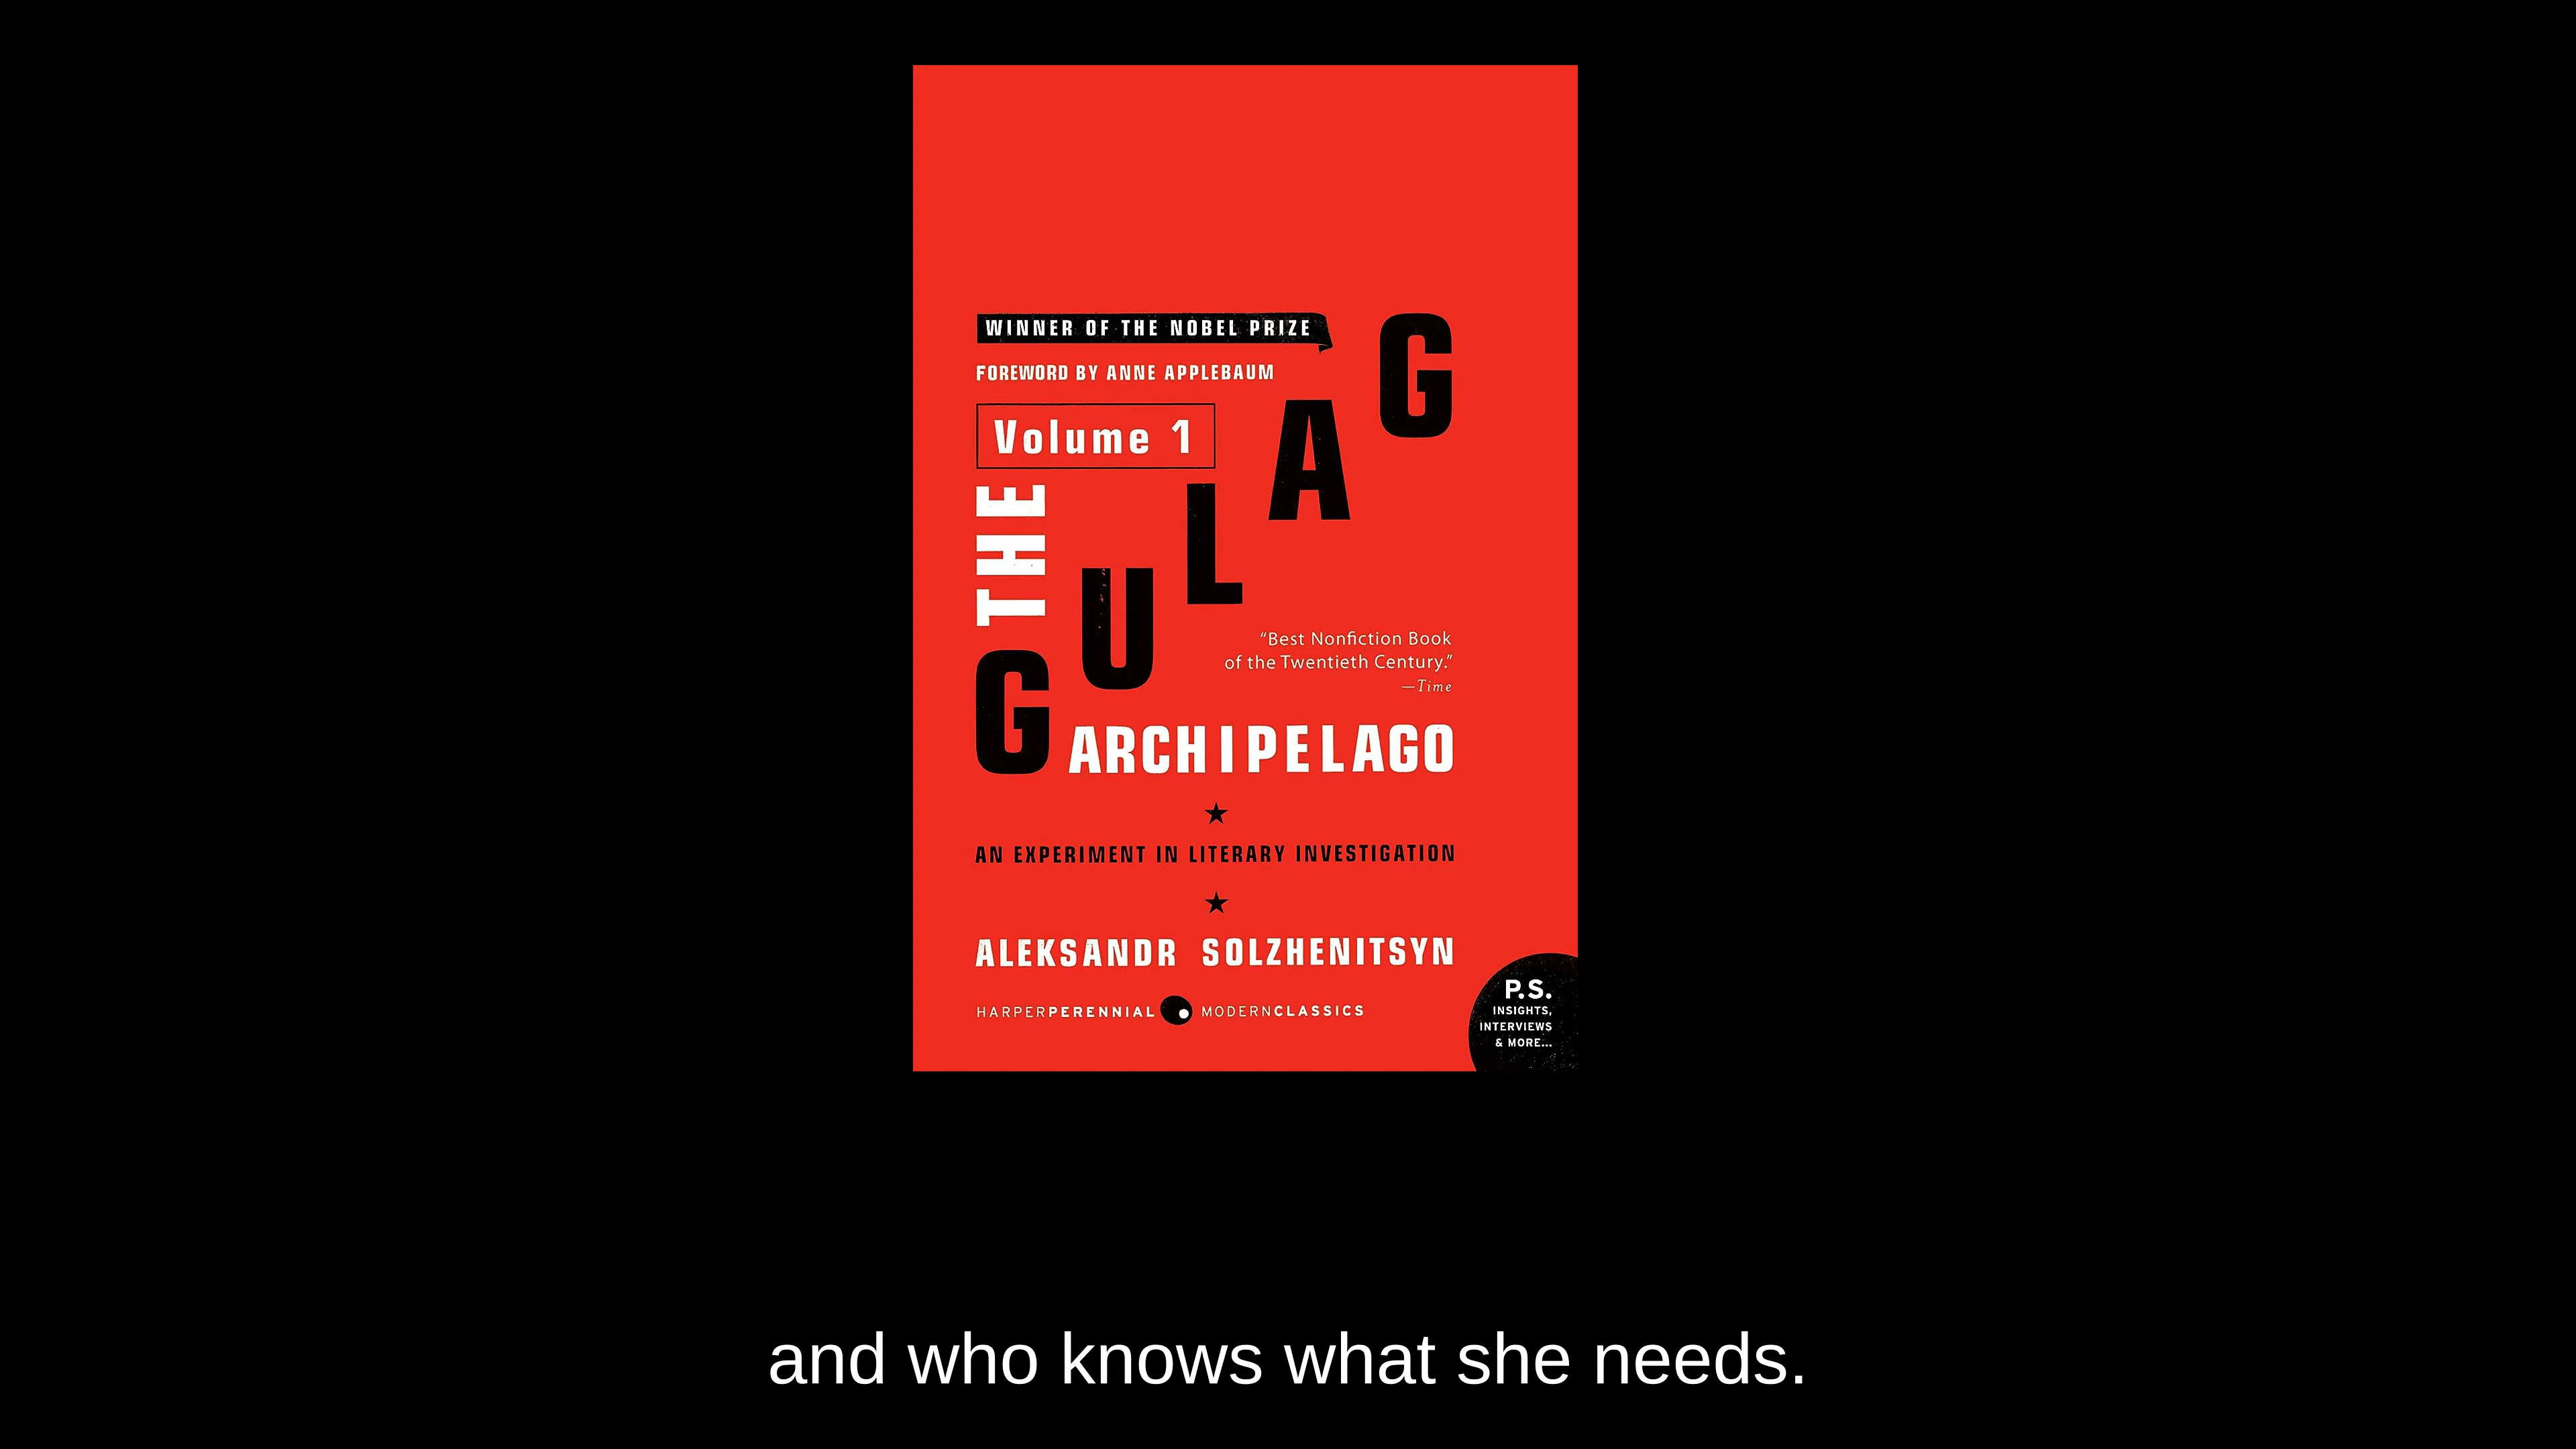 WINNER OF THE NOBEL PRIZE
FOREWORD BY ANNE APPLEBAUM
Volume 1
THE
GULAG
"Best Nonfiction Book
of the Twentieth Century."
—Time
ARCHIPELAGO
AN EXPERIMENT IN LITERARY INVESTIGATION
ALEKSANDR SOLZHENITSYN
HARPERPERENNIAL MODERNCLASSICS
P.S.
INSIGHTS,
INTERVIEWS
& MORE...
and who knows what she needs.